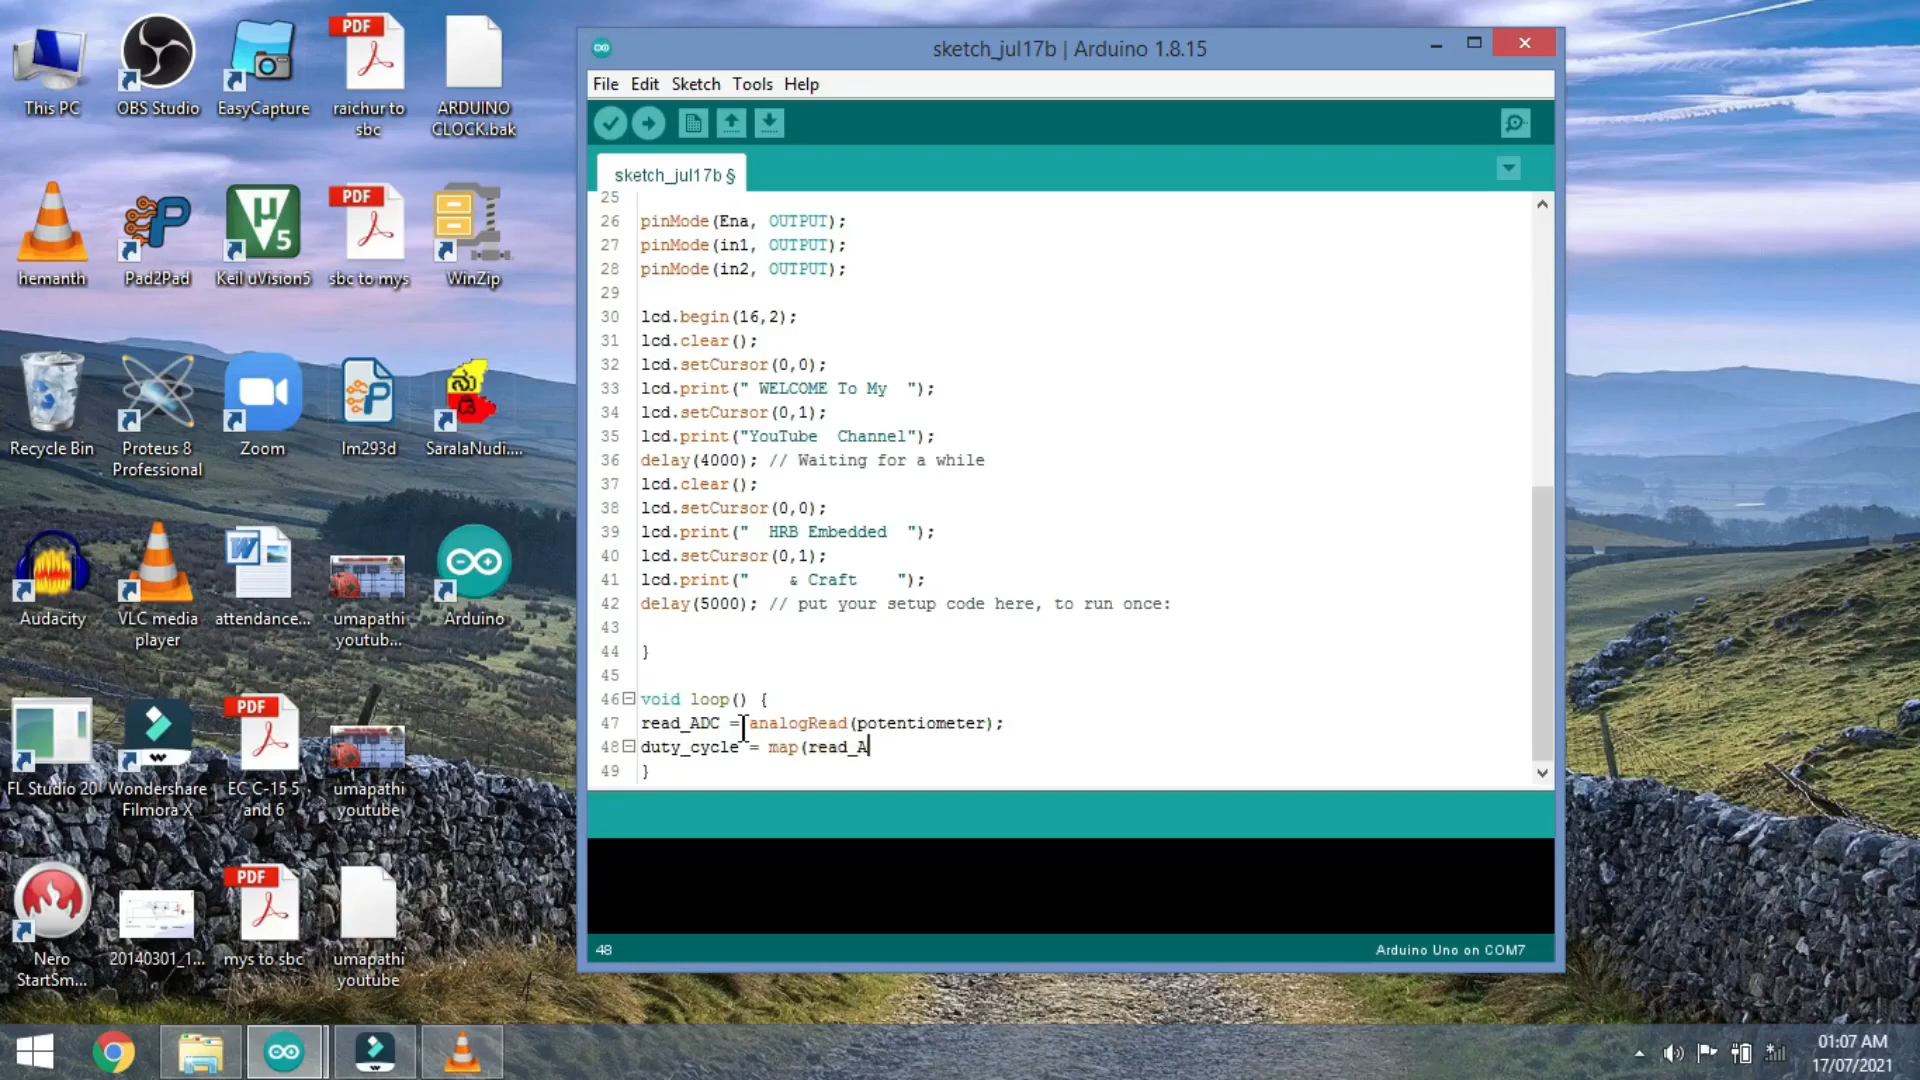 This PC
OBS Studio
EasyCapture
PDF
raichur to
sbc
ARDUINO
CLOCK.bak
hemanth
Pad2Pad
μ
V
5
Keil uVision5
PDF
sbc to mys
WinZip
Recycle Bin
Proteus 8
Professional
Zoom
lm293d
ನು
ಡಿ
SaralaNudi....
Audacity
VLC media
player
W
attendance...
umapathi
youtub...
Arduino
FL Studio 20
Wondershare
Filmora X
PDF
EC C-15 5
and 6
umapathi
youtube
Nero
StartSm...
20140301_1...
PDF
mys to sbc
umapathi
youtube
sketch_jul17b | Arduino 1.8.15
File Edit Sketch Tools Help
sketch_jul17b §
25
26 pinMode(Ena, OUTPUT);
27 pinMode(in1, OUTPUT);
28 pinMode(in2, OUTPUT);
29
30 lcd.begin(16,2);
31 lcd.clear();
32 lcd.setCursor(0,0);
33 lcd.print(" WELCOME To My  ");
34 lcd.setCursor(0,1);
35 lcd.print("YouTube  Channel");
36 delay(4000); // Waiting for a while
37 lcd.clear();
38 lcd.setCursor(0,0);
39 lcd.print("  HRB Embedded  ");
40 lcd.setCursor(0,1);
41 lcd.print("    & Craft    ");
42 delay(5000); // put your setup code here, to run once:
43
44 }
45
46 void loop() {
47 read_ADC = analogRead(potentiometer);
48 duty_cycle = map(read_A
49 }
48
Arduino Uno on COM7
01:07 AM
17/07/2021